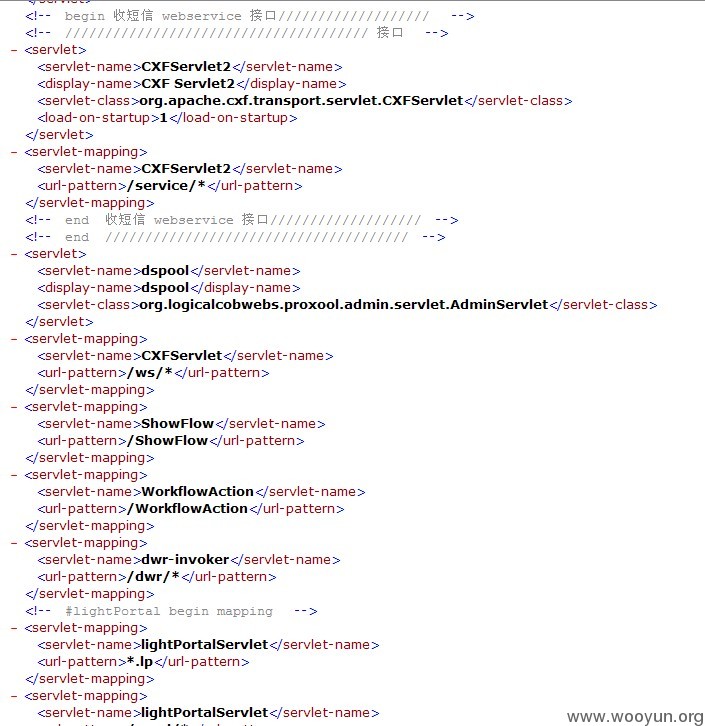 <!-- begin 收短信 webservice 接口/////////////////// -->
<!-- ////////////////////////////////////// 接口 -->
- <servlet>
<servlet-name>CXFServlet2</servlet-name>
<display-name>CXF Servlet2</display-name>
<servlet-class>org.apache.cxf.transport.servlet.CXFServlet</servlet-class>
<load-on-startup>1</load-on-startup>
</servlet>
- <servlet-mapping>
<servlet-name>CXFServlet2</servlet-name>
<url-pattern>/service/*</url-pattern>
</servlet-mapping>
<!-- end 收短信 webservice 接口/////////////////// -->
<!-- end ////////////////////////////////////// -->
- <servlet>
<servlet-name>dspool</servlet-name>
<display-name>dspool</display-name>
<servlet-class>org.logicalcobwebs.proxool.admin.servlet.AdminServlet</servlet-class>
</servlet>
- <servlet-mapping>
<servlet-name>CXFServlet</servlet-name>
<url-pattern>/ws/*</url-pattern>
</servlet-mapping>
- <servlet-mapping>
<servlet-name>ShowFlow</servlet-name>
<url-pattern>/ShowFlow</url-pattern>
</servlet-mapping>
- <servlet-mapping>
<servlet-name>WorkflowAction</servlet-name>
<url-pattern>/WorkflowAction</url-pattern>
</servlet-mapping>
- <servlet-mapping>
<servlet-name>dwr-invoker</servlet-name>
<url-pattern>/dwr/*</url-pattern>
</servlet-mapping>
<!-- #lightPortal begin mapping -->
- <servlet-mapping>
<servlet-name>lightPortalServlet</servlet-name>
<url-pattern>*.lp</url-pattern>
</servlet-mapping>
- <servlet-mapping>
<servlet-name>lightPortalServlet</servlet-name>
www.wooyun.org